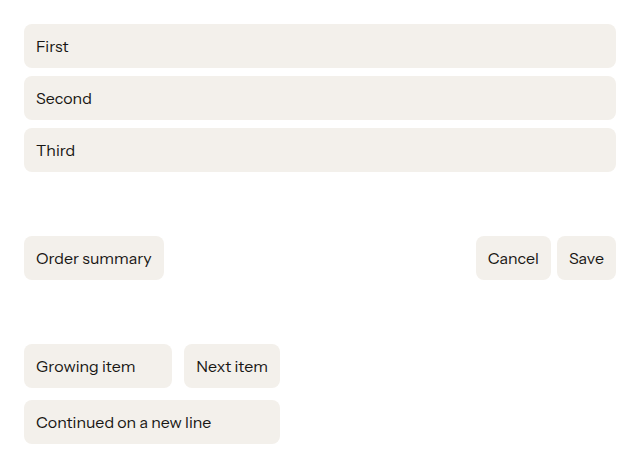 First
Second
Third
Order summary Cancel Save
Growing item Next item
Continued on a new line